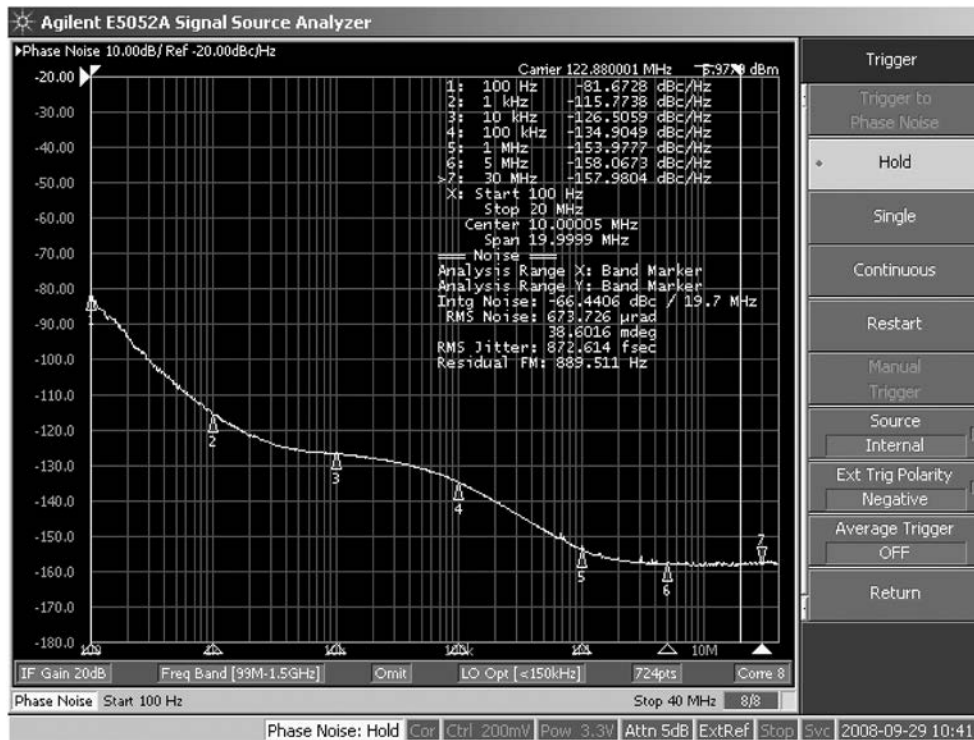 Agilent E5052A Signal Source Analyzer
Phase Noise 10.00dB/ Ref -20.00dBc/Hz
Carrier 122.880001 MHz dBm
-20.00
-30.00
-40.00
-50.00
-60.00
-70.00
-80.00
-90.00
-100.0
-110.0
-120.0
-130.0
-140.0
-150.0
-160.0
-170.0
-180.0
1: 100 Hz -81.6728 dBc/Hz
2: 1 kHz -115.7738 dBc/Hz
3: 10 kHz -126.5059 dBc/Hz
4: 100 kHz -134.9049 dBc/Hz
5: 1 MHz -153.9777 dBc/Hz
6: 5 MHz -158.0673 dBc/Hz
>7: 30 MHz -157.9804 dBc/Hz
X: Start 100 Hz
Stop 20 MHz
Center 10.00005 MHz
Span 19.9999 MHz
=== Noise ===
Analysis Range X: Band Marker
Analysis Range Y: Band Marker
Intg Noise: -66.4406 dBc / 19.7 MHz
RMS Noise: 673.726 µrad
38.6016 mdeg
RMS Jitter: 872.614 fsec
Residual FM: 889.511 Hz
1
2
3
4
5
6
7
10M
IF Gain 20dB
Freq Band [99M-1.5GHz]
Omit
LO Opt [<150kHz]
724pts
Corre 8
Phase Noise Start 100 Hz
Stop 40 MHz
8/8
Trigger
Trigger to
Phase Noise
Hold
Single
Continuous
Restart
Manual
Trigger
Source
Internal
Ext Trig Polarity
Negative
Average Trigger
OFF
Return
Phase Noise: Hold
Cor
Ctrl 200mV
Pow 3.3V
Attn 5dB
ExtRef
Stop
Svc
2008-09-29 10:41